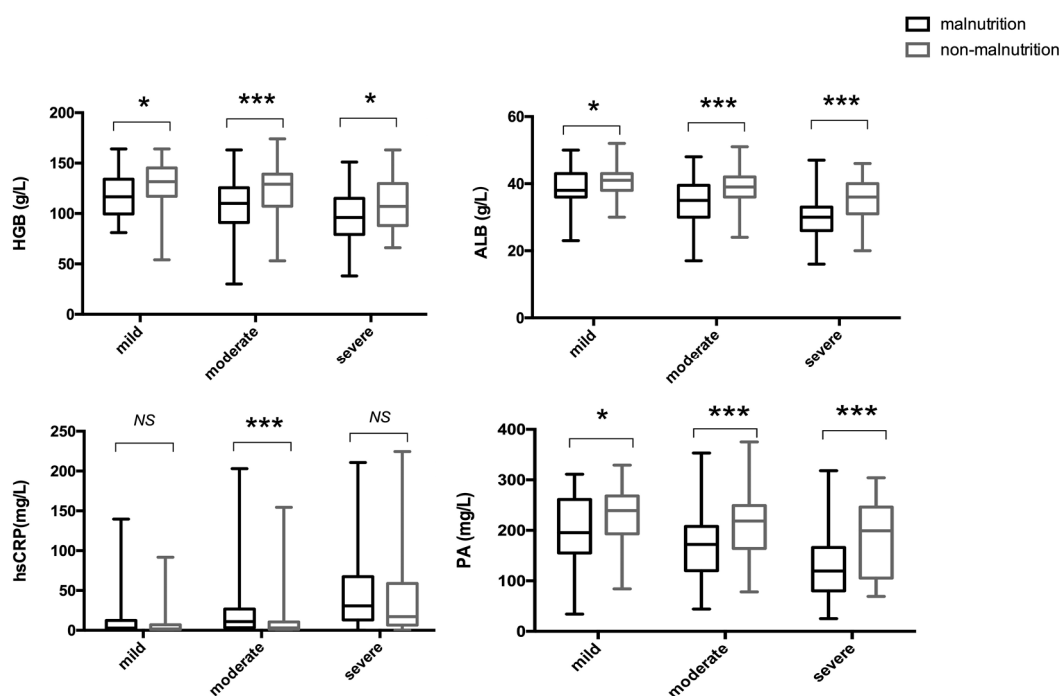 malnutrition
non-malnutrition
* *** *
200
150
100
50
0
HGB (g/L)
mild moderate severe
* *** ***
60
40
20
0
ALB (g/L)
mild moderate severe
NS *** NS
250
200
150
100
50
0
hsCRP(mg/L)
mild moderate severe
* *** ***
400
300
200
100
0
PA (mg/L)
mild moderate severe